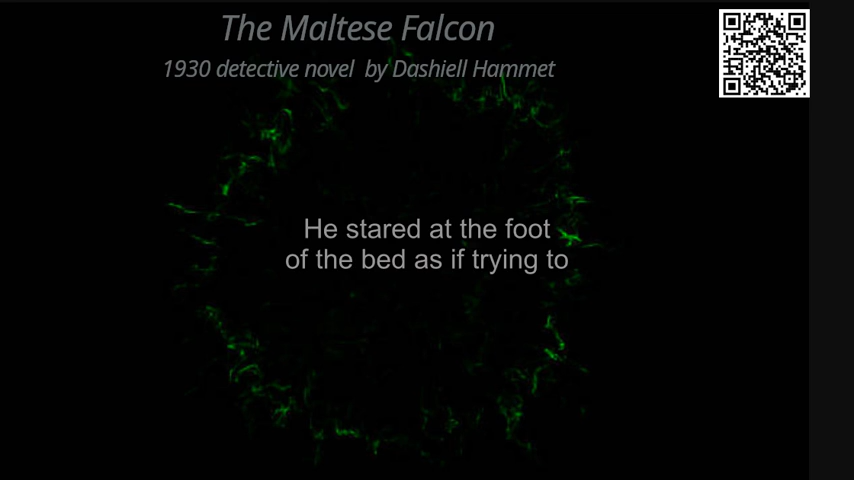 The Maltese Falcon
1930 detective novel by Dashiell Hammet
He stared at the foot
of the bed as if trying to